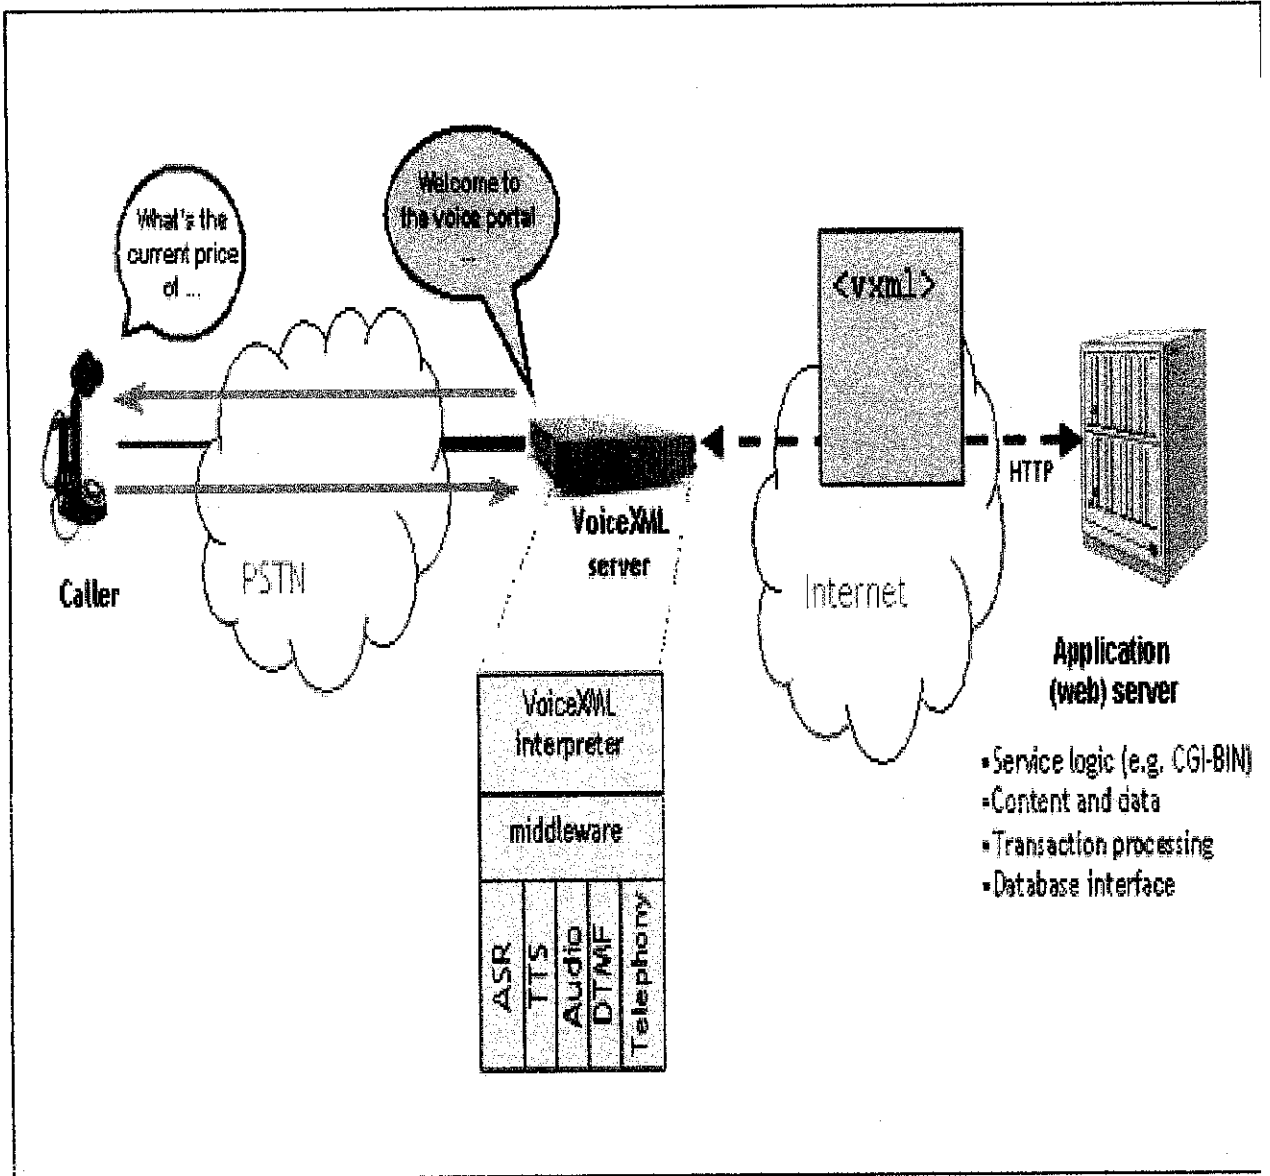 What's the
current price
of ...
Welcome to
the voice portal
...
<vxml>
HTTP
VoiceXML
server
PSTN
Caller
Internet
Application
(web) server
VoiceXML
interpreter
middleware
ASR
TTS
Audio
DTMF
Telephony
▪Service logic (e.g. CGI-BIN)
▪Content and data
▪Transaction processing
▪Database interface